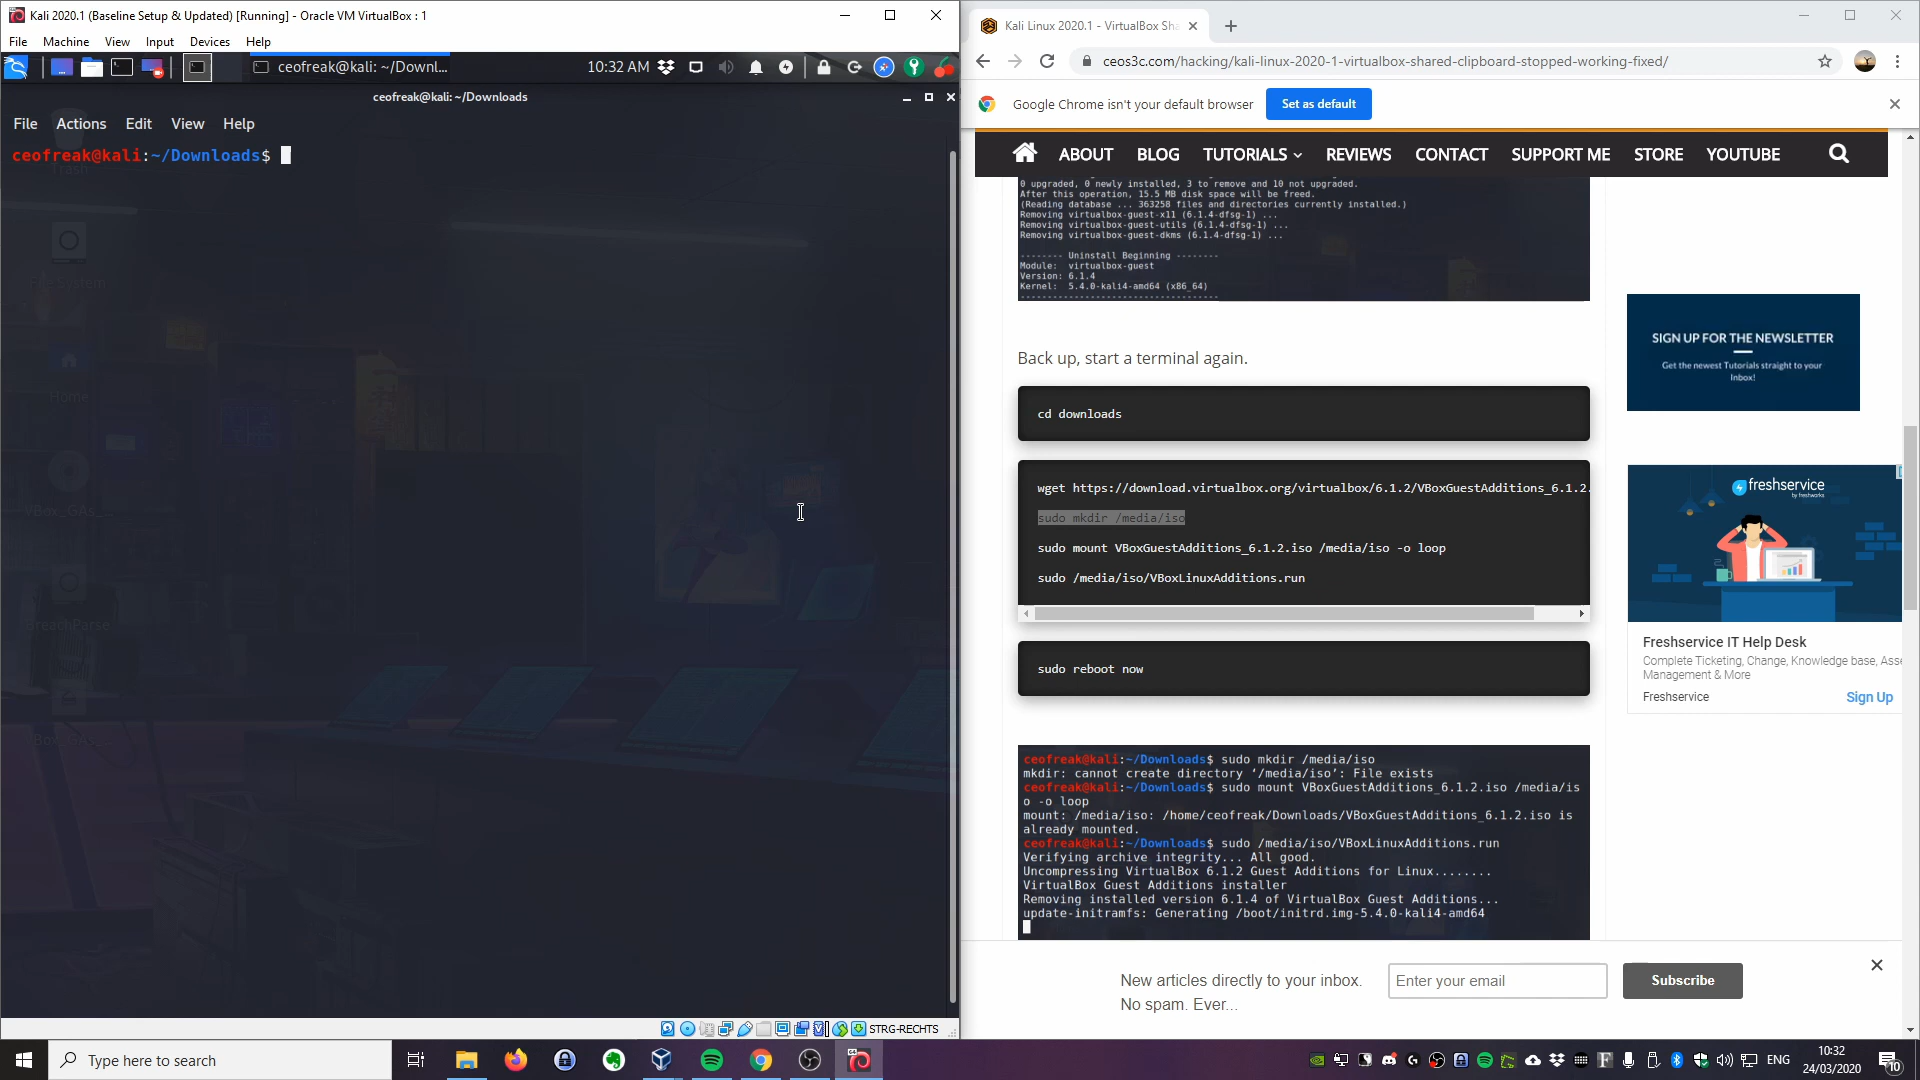 Kali 2020.1 (Baseline Setup & Updated) [Running] - Oracle VM VirtualBox : 1
File Machine View Input Devices Help
ceofreak@kali: ~/Downl... 10:32 AM
ceofreak@kali: ~/Downloads
File Actions Edit View Help
ceofreak@kali:~/Downloads$
Trash
File System
Home
VBox_GAs_...
BreachParse
VBox_GAs_...
STRG-RECHTS
Kali Linux 2020.1 - VirtualBox Sha
ceos3c.com/hacking/kali-linux-2020-1-virtualbox-shared-clipboard-stopped-working-fixed/
Google Chrome isn't your default browser Set as default
ABOUT BLOG TUTORIALS REVIEWS CONTACT SUPPORT ME STORE YOUTUBE
0 upgraded, 0 newly installed, 3 to remove and 10 not upgraded.
After this operation, 15.5 MB disk space will be freed.
(Reading database ... 363258 files and directories currently installed.)
Removing virtualbox-guest-x11 (6.1.4-dfsg-1) ...
Removing virtualbox-guest-utils (6.1.4-dfsg-1) ...
Removing virtualbox-guest-dkms (6.1.4-dfsg-1) ...
-------- Uninstall Beginning --------
Module: virtualbox-guest
Version: 6.1.4
Kernel: 5.4.0-kali4-amd64 (x86_64)
-------------------------------------
Back up, start a terminal again.
cd downloads
wget https://download.virtualbox.org/virtualbox/6.1.2/VBoxGuestAdditions_6.1.2.
sudo mkdir /media/iso
sudo mount VBoxGuestAdditions_6.1.2.iso /media/iso -o loop
sudo /media/iso/VBoxLinuxAdditions.run
sudo reboot now
ceofreak@kali:~/Downloads$ sudo mkdir /media/iso
mkdir: cannot create directory ‘/media/iso’: File exists
ceofreak@kali:~/Downloads$ sudo mount VBoxGuestAdditions_6.1.2.iso /media/is
o -o loop
mount: /media/iso: /home/ceofreak/Downloads/VBoxGuestAdditions_6.1.2.iso is
already mounted.
ceofreak@kali:~/Downloads$ sudo /media/iso/VBoxLinuxAdditions.run
Verifying archive integrity... All good.
Uncompressing VirtualBox 6.1.2 Guest Additions for Linux........
VirtualBox Guest Additions installer
Removing installed version 6.1.4 of VirtualBox Guest Additions...
update-initramfs: Generating /boot/initrd.img-5.4.0-kali4-amd64
SIGN UP FOR THE NEWSLETTER
Get the newest Tutorials straight to your
Inbox!
freshservice
by freshworks
Freshservice IT Help Desk
Complete Ticketing, Change, Knowledge base, Asse
Management & More
Freshservice Sign Up
New articles directly to your inbox.
No spam. Ever...
Enter your email
Subscribe
Type here to search
ENG
10:32
24/03/2020
10